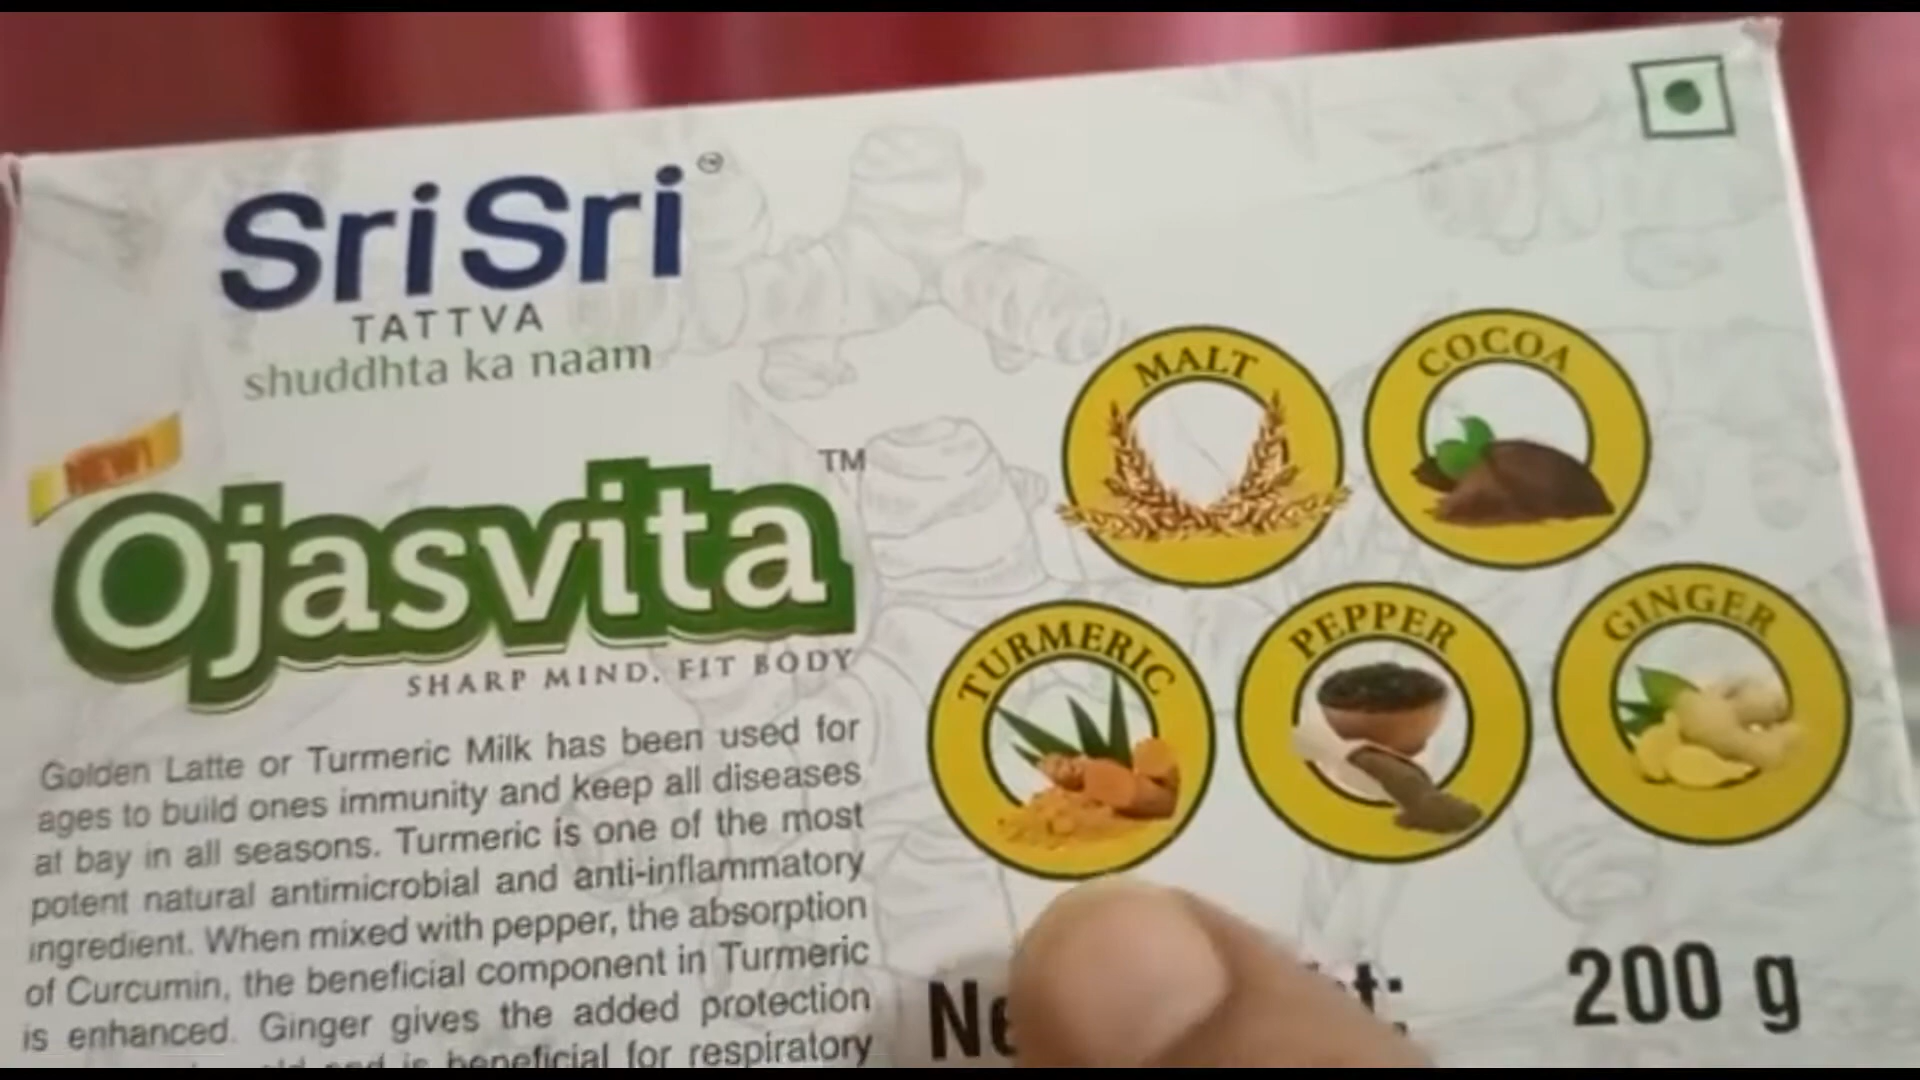 SriSri
TATTVA
shuddhta ka naam
NEW!
Ojasvita TM
SHARP MIND, FIT BODY
Golden Latte or Turmeric Milk has been used for
ages to build ones immunity and keep all diseases
at bay in all seasons. Turmeric is one of the most
potent natural antimicrobial and anti-inflammatory
ingredient. When mixed with pepper, the absorption
of Curcumin, the beneficial component in Turmeric
is enhanced. Ginger gives the added protection
and is beneficial for respiratory
MALT
COCOA
TURMERIC
PEPPER
GINGER
200 g